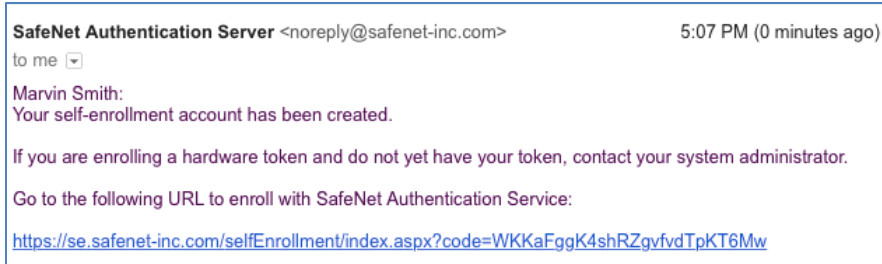 SafeNet Authentication Server <noreply@safenet-inc.com> 5:07 PM (0 minutes ago)
to me
Marvin Smith:
Your self-enrollment account has been created.
If you are enrolling a hardware token and do not yet have your token, contact your system administrator.
Go to the following URL to enroll with SafeNet Authentication Service:
https://se.safenet-inc.com/selfEnrollment/index.aspx?code=WKKaFggK4shRZgvfvdTpKT6Mw